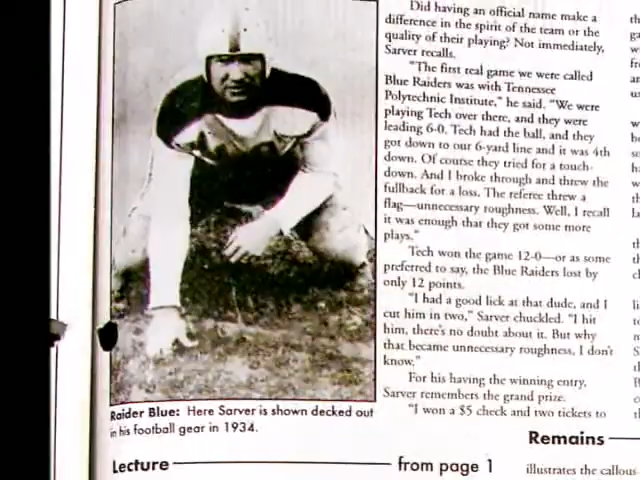 Did having an official name make a
difference in the spirit of the team or the
quality of their playing? Not immediately,
Sarver recalls.
"The first real game we were called
Blue Raiders was with Tennessee
Polytechnic Institute," he said. "We were
playing Tech over there, and they were
leading 6-0. Tech had the ball, and they
got down to our 6-yard line and it was 4th
down. Of course they tried for a touch-
down. And I broke through and threw the
fullback for a loss. The referee threw a
flag—unnecessary roughness. Well, I recall
it was enough that they got some more
plays."
Tech won the game 12-0—or as some
preferred to say, the Blue Raiders lost by
only 12 points.
"I had a good lick at that dude, and I
cut him in two," Sarver chuckled. "I hit
him, there's no doubt about it. But why
that became unnecessary roughness, I don't
know."
For his having the winning entry,
Sarver remembers the grand prize.
"I won a $5 check and two tickets to
Raider Blue: Here Sarver is shown decked out
in his football gear in 1934.
Lecture from page 1
Remains
illustrates the callous